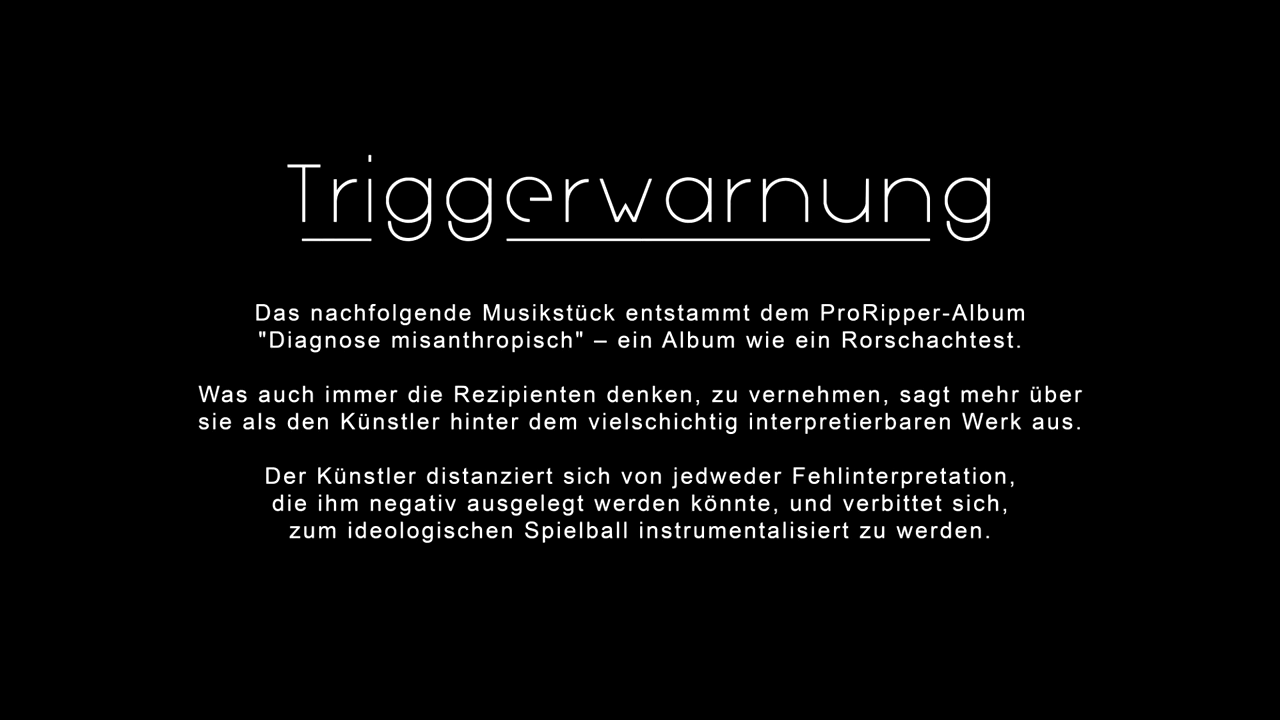 Triggerwarnung
Das nachfolgende Musikstück entstammt dem ProRipper-Album
"Diagnose misanthropisch" – ein Album wie ein Rorschachtest.
Was auch immer die Rezipienten denken, zu vernehmen, sagt mehr über
sie als den Künstler hinter dem vielschichtig interpretierbaren Werk aus.
Der Künstler distanziert sich von jedweder Fehlinterpretation,
die ihm negativ ausgelegt werden könnte, und verbittet sich,
zum ideologischen Spielball instrumentalisiert zu werden.